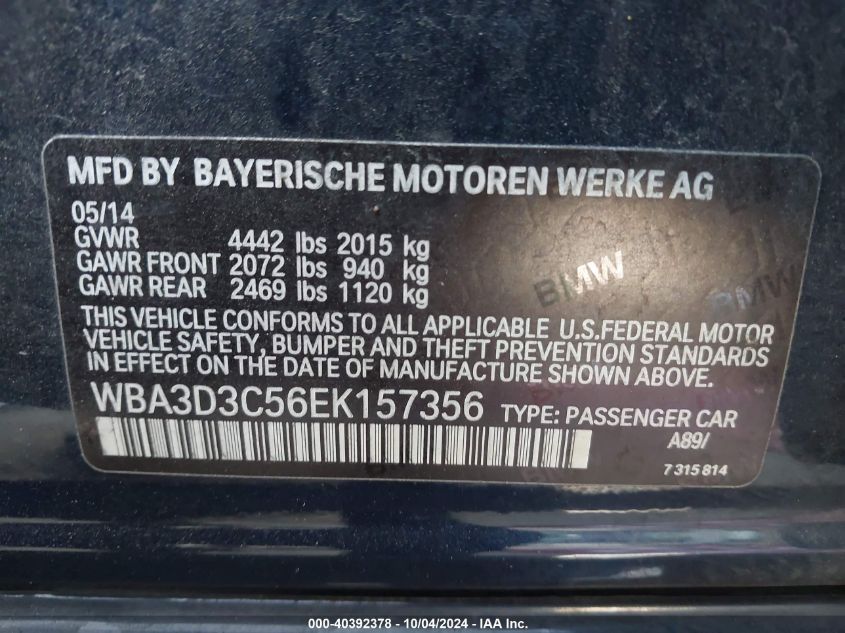 MFD BY BAYERISCHE MOTOREN WERKE AG
05/14
GVWR 4442 lbs 2015 kg
GAWR FRONT 2072 lbs 940 kg
GAWR REAR 2469 lbs 1120 kg
BMW
BMW
THIS VEHICLE CONFORMS TO ALL APPLICABLE U.S.FEDERAL MOTOR
VEHICLE SAFETY, BUMPER AND THEFT PREVENTION STANDARDS
IN EFFECT ON THE DATE OF MANUFACTURE SHOWN ABOVE.
WBA3D3C56EK157356 TYPE: PASSENGER CAR
A89/
7 315 814
000-40392378 - 10/04/2024 - IAA Inc.